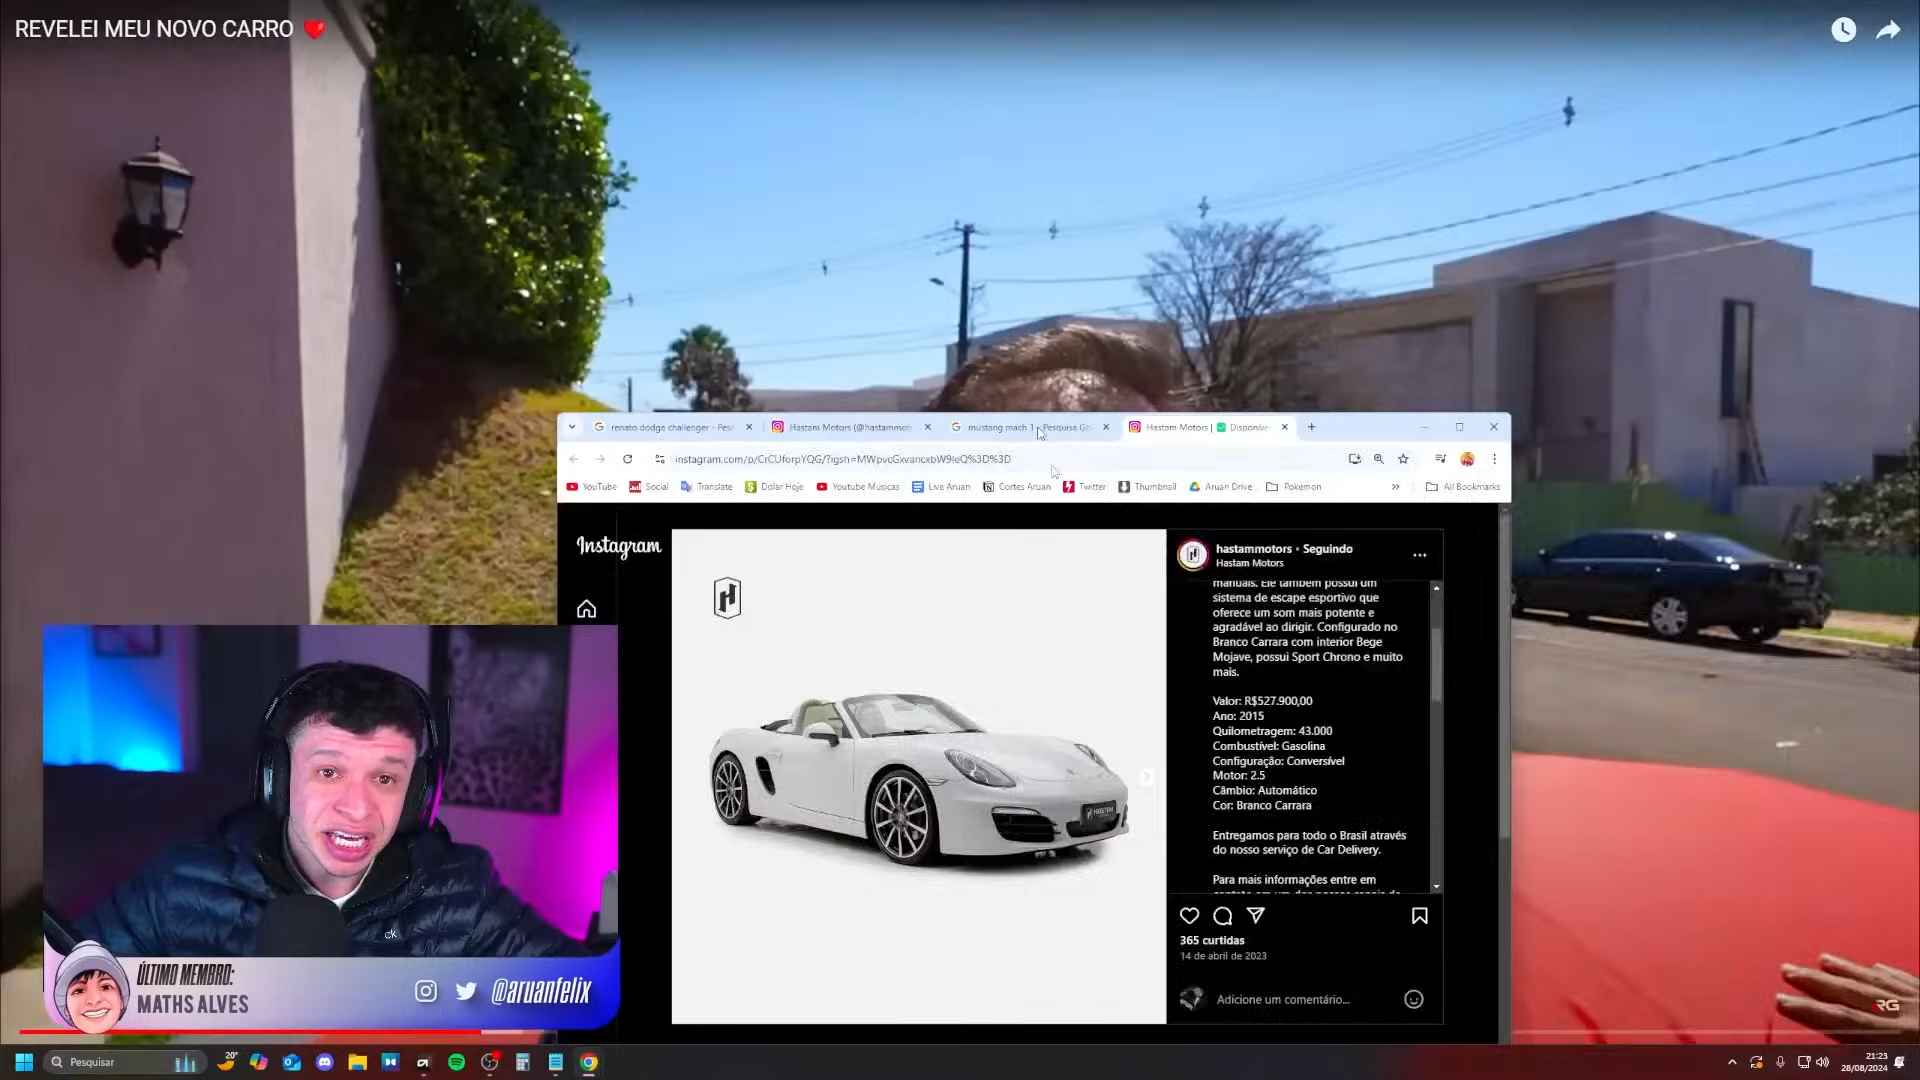 REVELEI MEU NOVO CARRO ❤️
renato dodge challenger - Pes
Hastam Motors (@hastammot
mustang mach 1 - Pesquisa Go
Hastam Motors | ✅ Disponíve
instagram.com/p/CrCUforpYQG/?igsh=MWpvcGxvancxbW9leQ%3D%3D
YouTube
Social
Translate
Dolar Hoje
Youtube Musicas
Live Aruan
Cortes Aruan
Twitter
Thumbnail
Aruan Drive
Pokemon
All Bookmarks
Instagram
hastammotors • Seguindo
Hastam Motors
manuais. Ele também possui um
sistema de escape esportivo que
oferece um som mais potente e
agradável ao dirigir. Configurado no
Branco Carrara com interior Bege
Mojave, possui Sport Chrono e muito
mais.
Valor: R$527.900,00
Ano: 2015
Quilometragem: 43.000
Combustível: Gasolina
Configuração: Conversível
Motor: 2.5
Câmbio: Automático
Cor: Branco Carrara
Entregamos para todo o Brasil através
do nosso serviço de Car Delivery.
Para mais informações entre em
365 curtidas
14 de abril de 2023
Adicione um comentário...
HASTAM
ck
ÚLTIMO MEMBRO:
MATHS ALVES
@aruanfelix
RG
Pesquisar
20°
21:23
28/08/2024